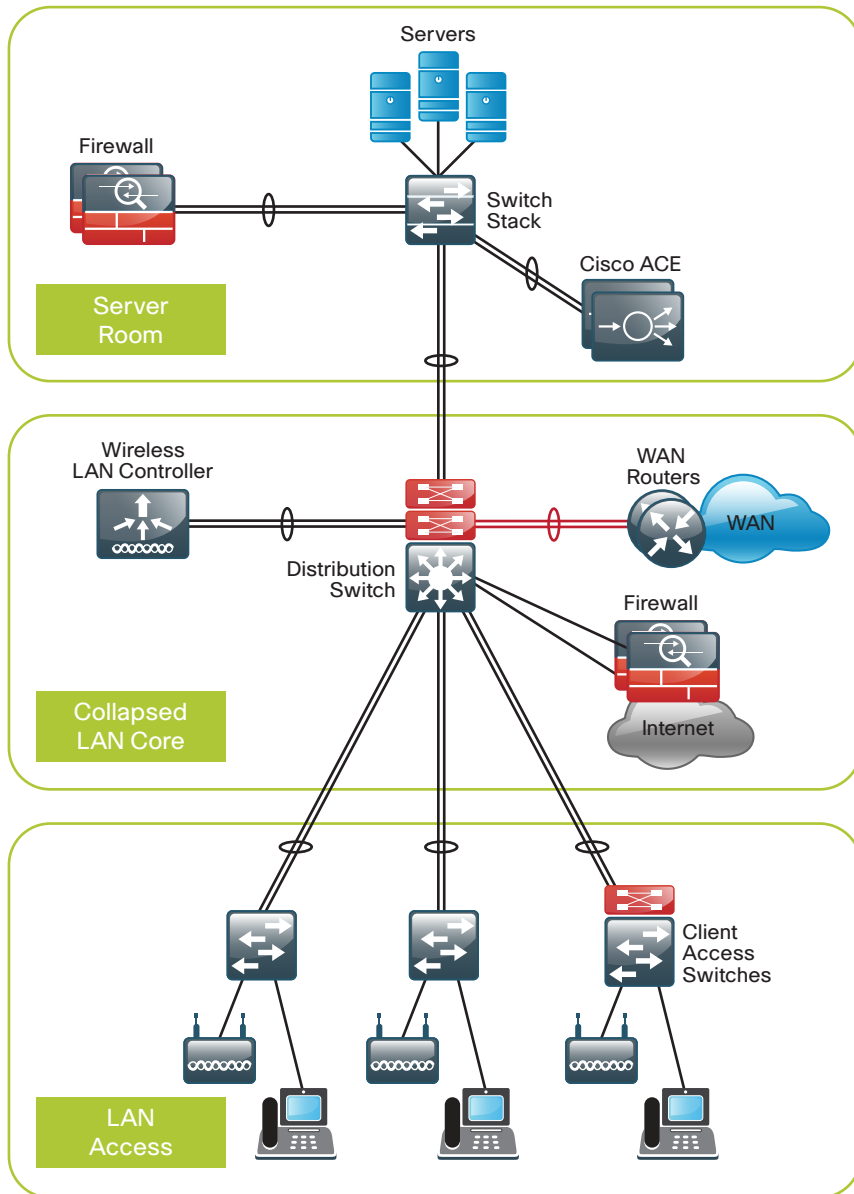 Servers
Firewall
Switch
Stack
Cisco ACE
Server
Room
Wireless
LAN Controller
WAN
Routers
WAN
Distribution
Switch
Firewall
Internet
Collapsed
LAN Core
Client
Access
Switches
LAN
Access